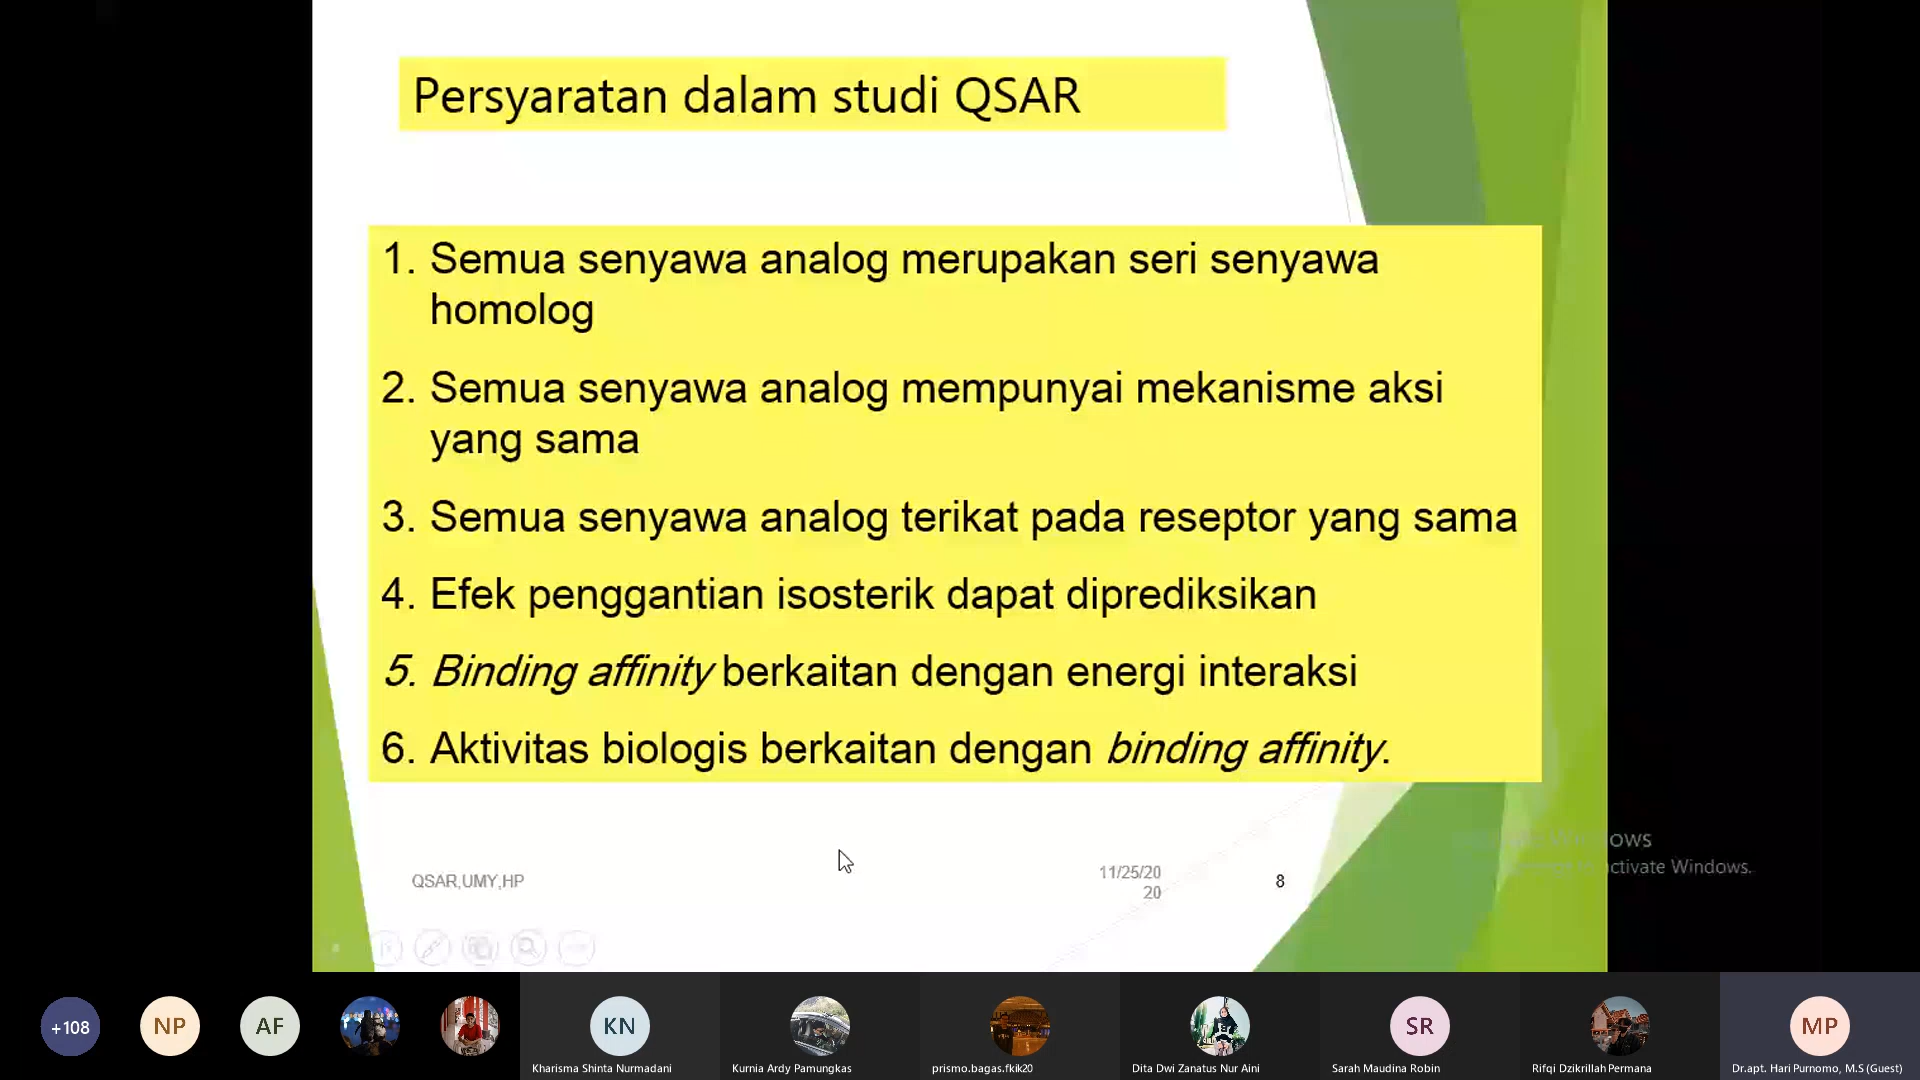 Persyaratan dalam studi QSAR
1. Semua senyawa analog merupakan seri senyawa
homolog
2. Semua senyawa analog mempunyai mekanisme aksi
yang sama
3. Semua senyawa analog terikat pada reseptor yang sama
4. Efek penggantian isosterik dapat diprediksikan
5. Binding affinity berkaitan dengan energi interaksi
6. Aktivitas biologis berkaitan dengan binding affinity.
QSAR,UMY,HP
11/25/20
20
8
ctivate Windows.
+108
NP
AF
KN
SR
MP
Kharisma Shinta Nurmadani
Kurnia Ardy Pamungkas
prismo.bagas.fkik20
Dita Dwi Zanatus Nur Aini
Sarah Maudina Robin
Rifqi Dzikrillah Permana
Dr.apt. Hari Purnomo, M.S (Guest)